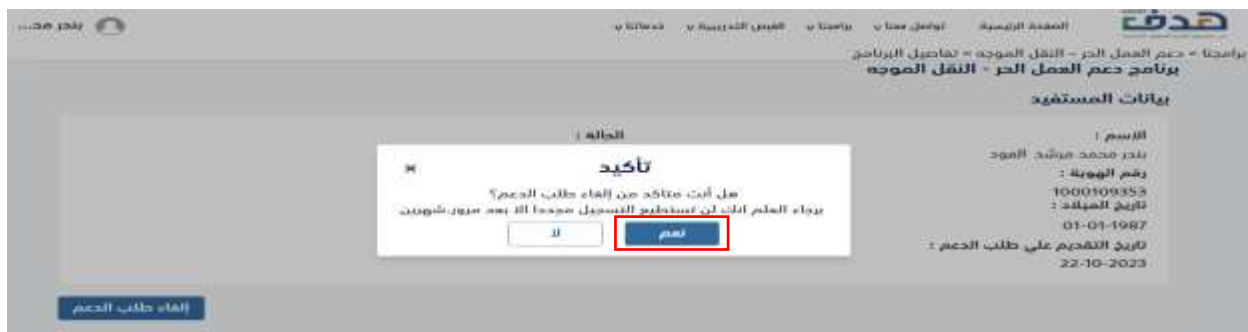 هدف
الصفحة الرئيسية
تواصل معنا
برامجنا
الفرص التدريبية
خدماتنا
بندر محـ...
برامجنا > دعم العمل الحر - النقل الموجه > تفاصيل البرنامج
برنامج دعم العمل الحر - النقل الموجه
بيانات المستفيد
الاسم :
بندر محمد مرشد العود
رقم الهوية :
1000109353
تاريخ الميلاد :
01-01-1987
تاريخ التقديم على طلب الدعم :
22-10-2023
الحالة :
تأكيد
×
هل أنت متاكد من إلغاء طلب الدعم؟
برجاء العلم انك لن تستطيع التسجيل مجددا الا بعد مرور شهرين
نعم
لا
إلغاء طلب الدعم